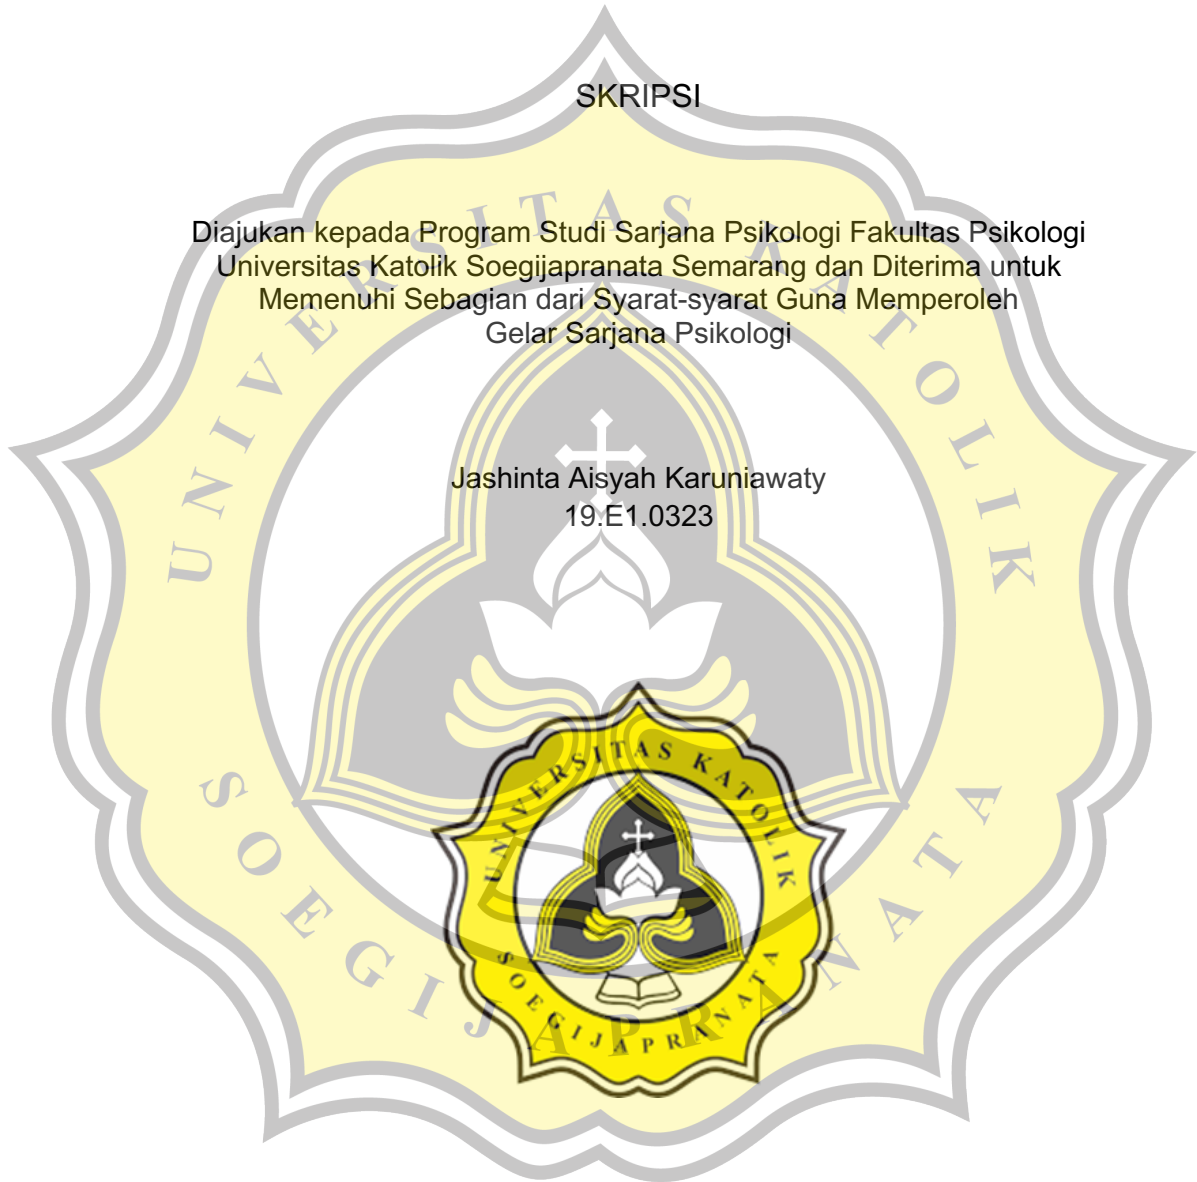 SKRIPSI
Diajukan kepada Program Studi Sarjana Psikologi Fakultas Psikologi
Universitas Katolik Soegijapranata Semarang dan Diterima untuk
Memenuhi Sebagian dari Syarat-syarat Guna Memperoleh
Gelar Sarjana Psikologi
Jashinta Aisyah Karuniawaty
19.E1.0323
UNIVERSITAS KATOLIK
SOEGIJAPRANATA
UNIVERSITAS KATOLIK
SOEGIJAPRANATA